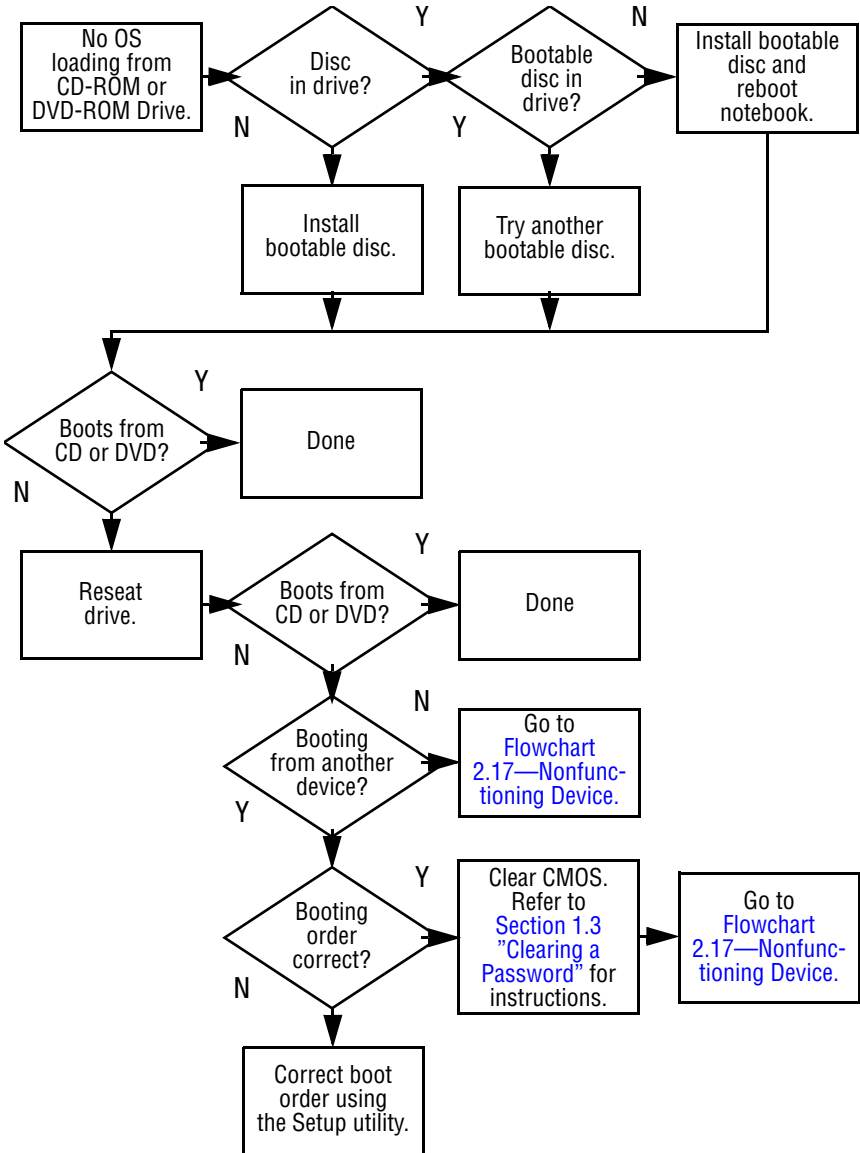 No OS
loading from
CD-ROM or
DVD-ROM Drive.
Disc
in drive?
Y
N
Bootable
disc in
drive?
N
Y
Install bootable
disc and
reboot
notebook.
Install
bootable disc.
Try another
bootable disc.
Boots from
CD or DVD?
Y
N
Done
Reseat
drive.
Boots from
CD or DVD?
Y
N
Done
Booting
from another
device?
N
Y
Go to
Flowchart
2.17—Nonfunc-
tioning Device.
Booting
order
correct?
Y
N
Clear CMOS.
Refer to
Section 1.3
"Clearing a
Password” for
instructions.
Go to
Flowchart
2.17—Nonfunc-
tioning Device.
Correct boot
order using
the Setup utility.